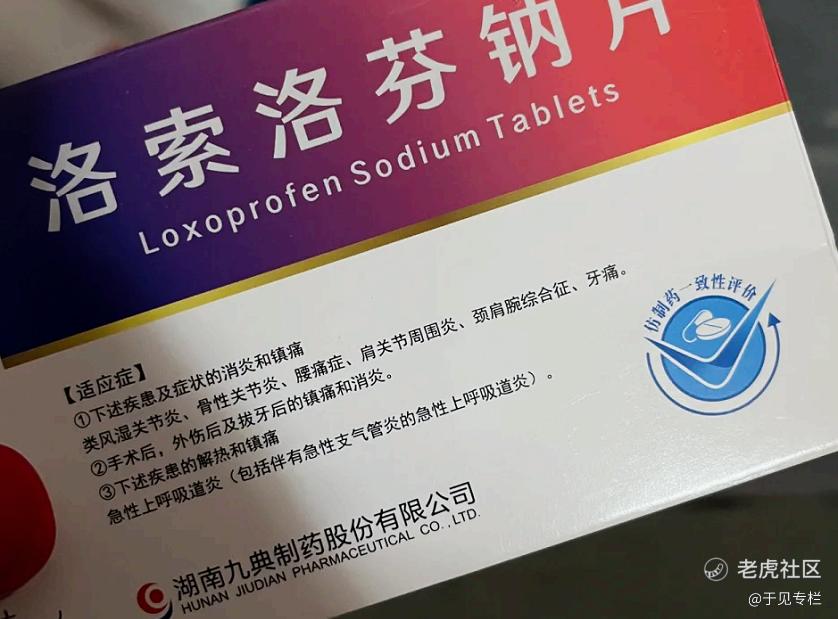 洛索洛芬钠片
Loxoprofen Sodium Tablets
仿制药一致性评价
【适应症】
①下述疾患及症状的消炎和镇痛
类风湿关节炎、骨性关节炎、腰痛症、肩关节周围炎、颈肩腕综合征、牙痛。
②手术后，外伤后及拔牙后的镇痛和消炎。
③下述疾患的解热和镇痛
急性上呼吸道炎（包括伴有急性支气管炎的急性上呼吸道炎）。
湖南九典制药股份有限公司
HUNAN JIUDIAN PHARMACEUTICAL CO., LTD.
老虎社区
@于见专栏